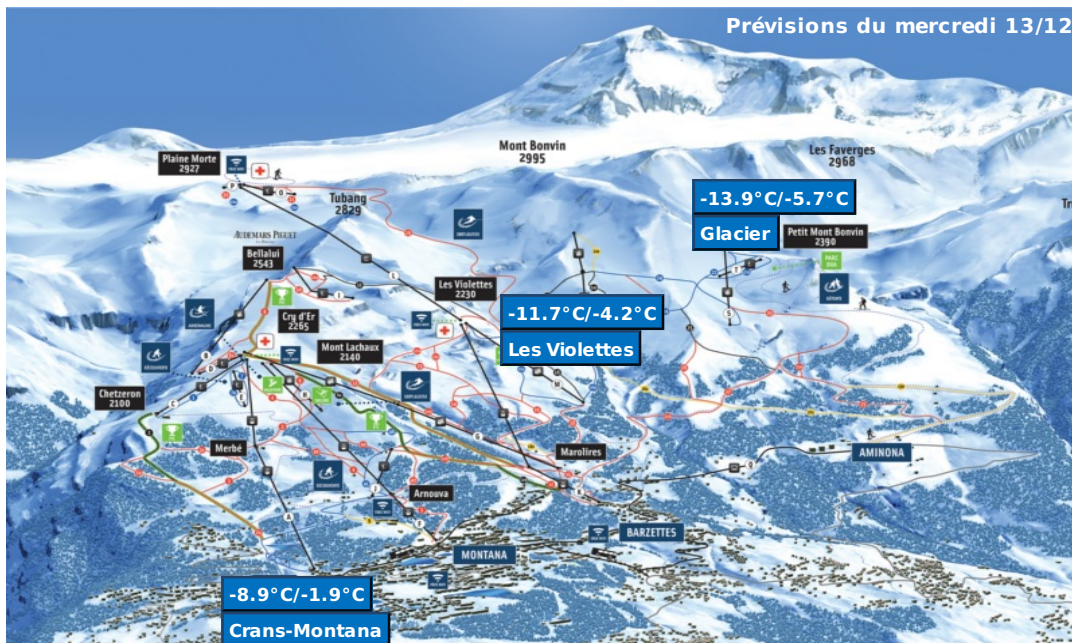 Prévisions du mercredi 13/12
Mont Bonvin
2995
Les Faverges
2968
Plaine Morte
2927
Tubang
2829
-13.9°C/-5.7°C
Glacier
Petit Mont Bonvin
2390
AUDEMARS PIGUET
Bellalui
2543
Les Violettes
2230
-11.7°C/-4.2°C
Les Violettes
Cry d'Er
2265
Mont Lachaux
2140
Chetzeron
2100
Merbé
Marolires
AMINONA
Arnouva
BARZETTES
MONTANA
-8.9°C/-1.9°C
Crans-Montana